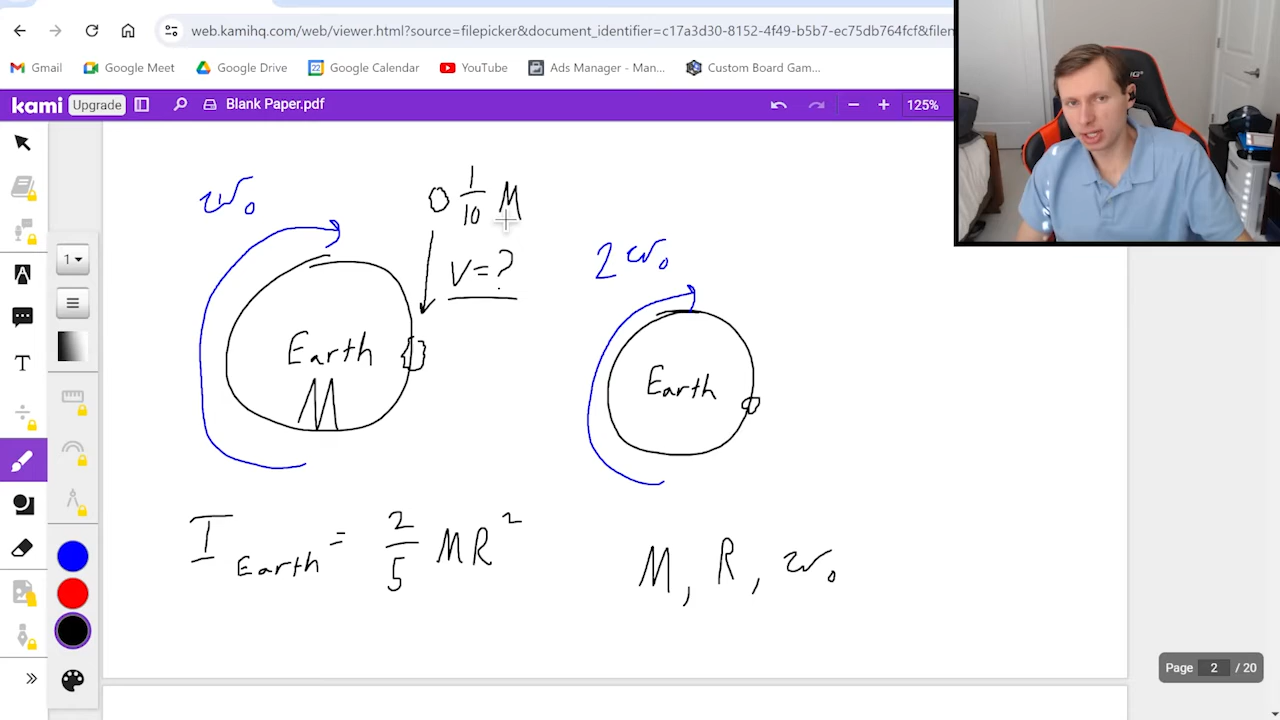 web.kamihq.com/web/viewer.html?source=filepicker&document_identifier=c17a3d30-8152-4f49-b5b7-ec75db764fcf&filen
Gmail
Google Meet
Google Drive
22
Google Calendar
YouTube
Ads Manager - Man...
Custom Board Gam...
kami
Upgrade
Blank Paper.pdf
125%
ω₀
1/10 M
V=?
Earth
M
2ω₀
Earth
I Earth = 2/5 MR²
M, R, ω₀
1
A
T
Page 2 / 20